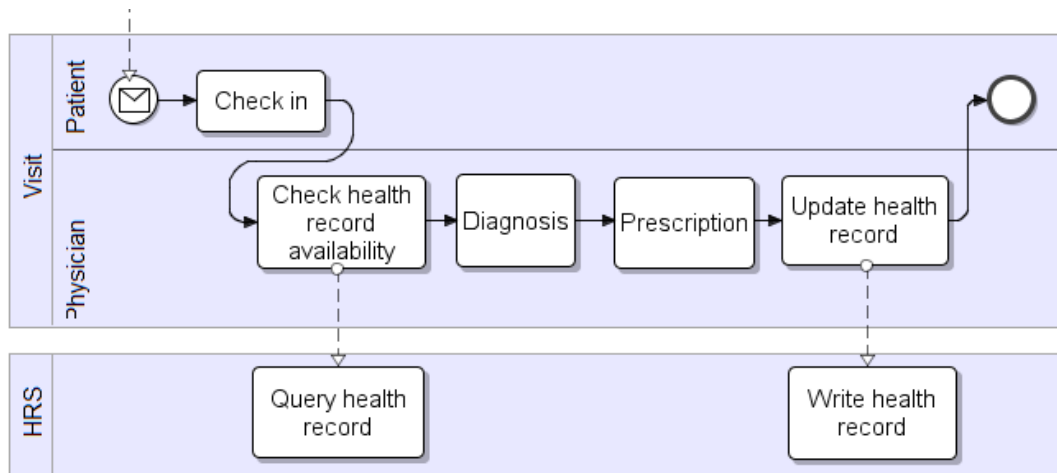 Visit
Patient
Check in
Physician
Check health
record
availability
Diagnosis
Prescription
Update health
record
HRS
Query health
record
Write health
record